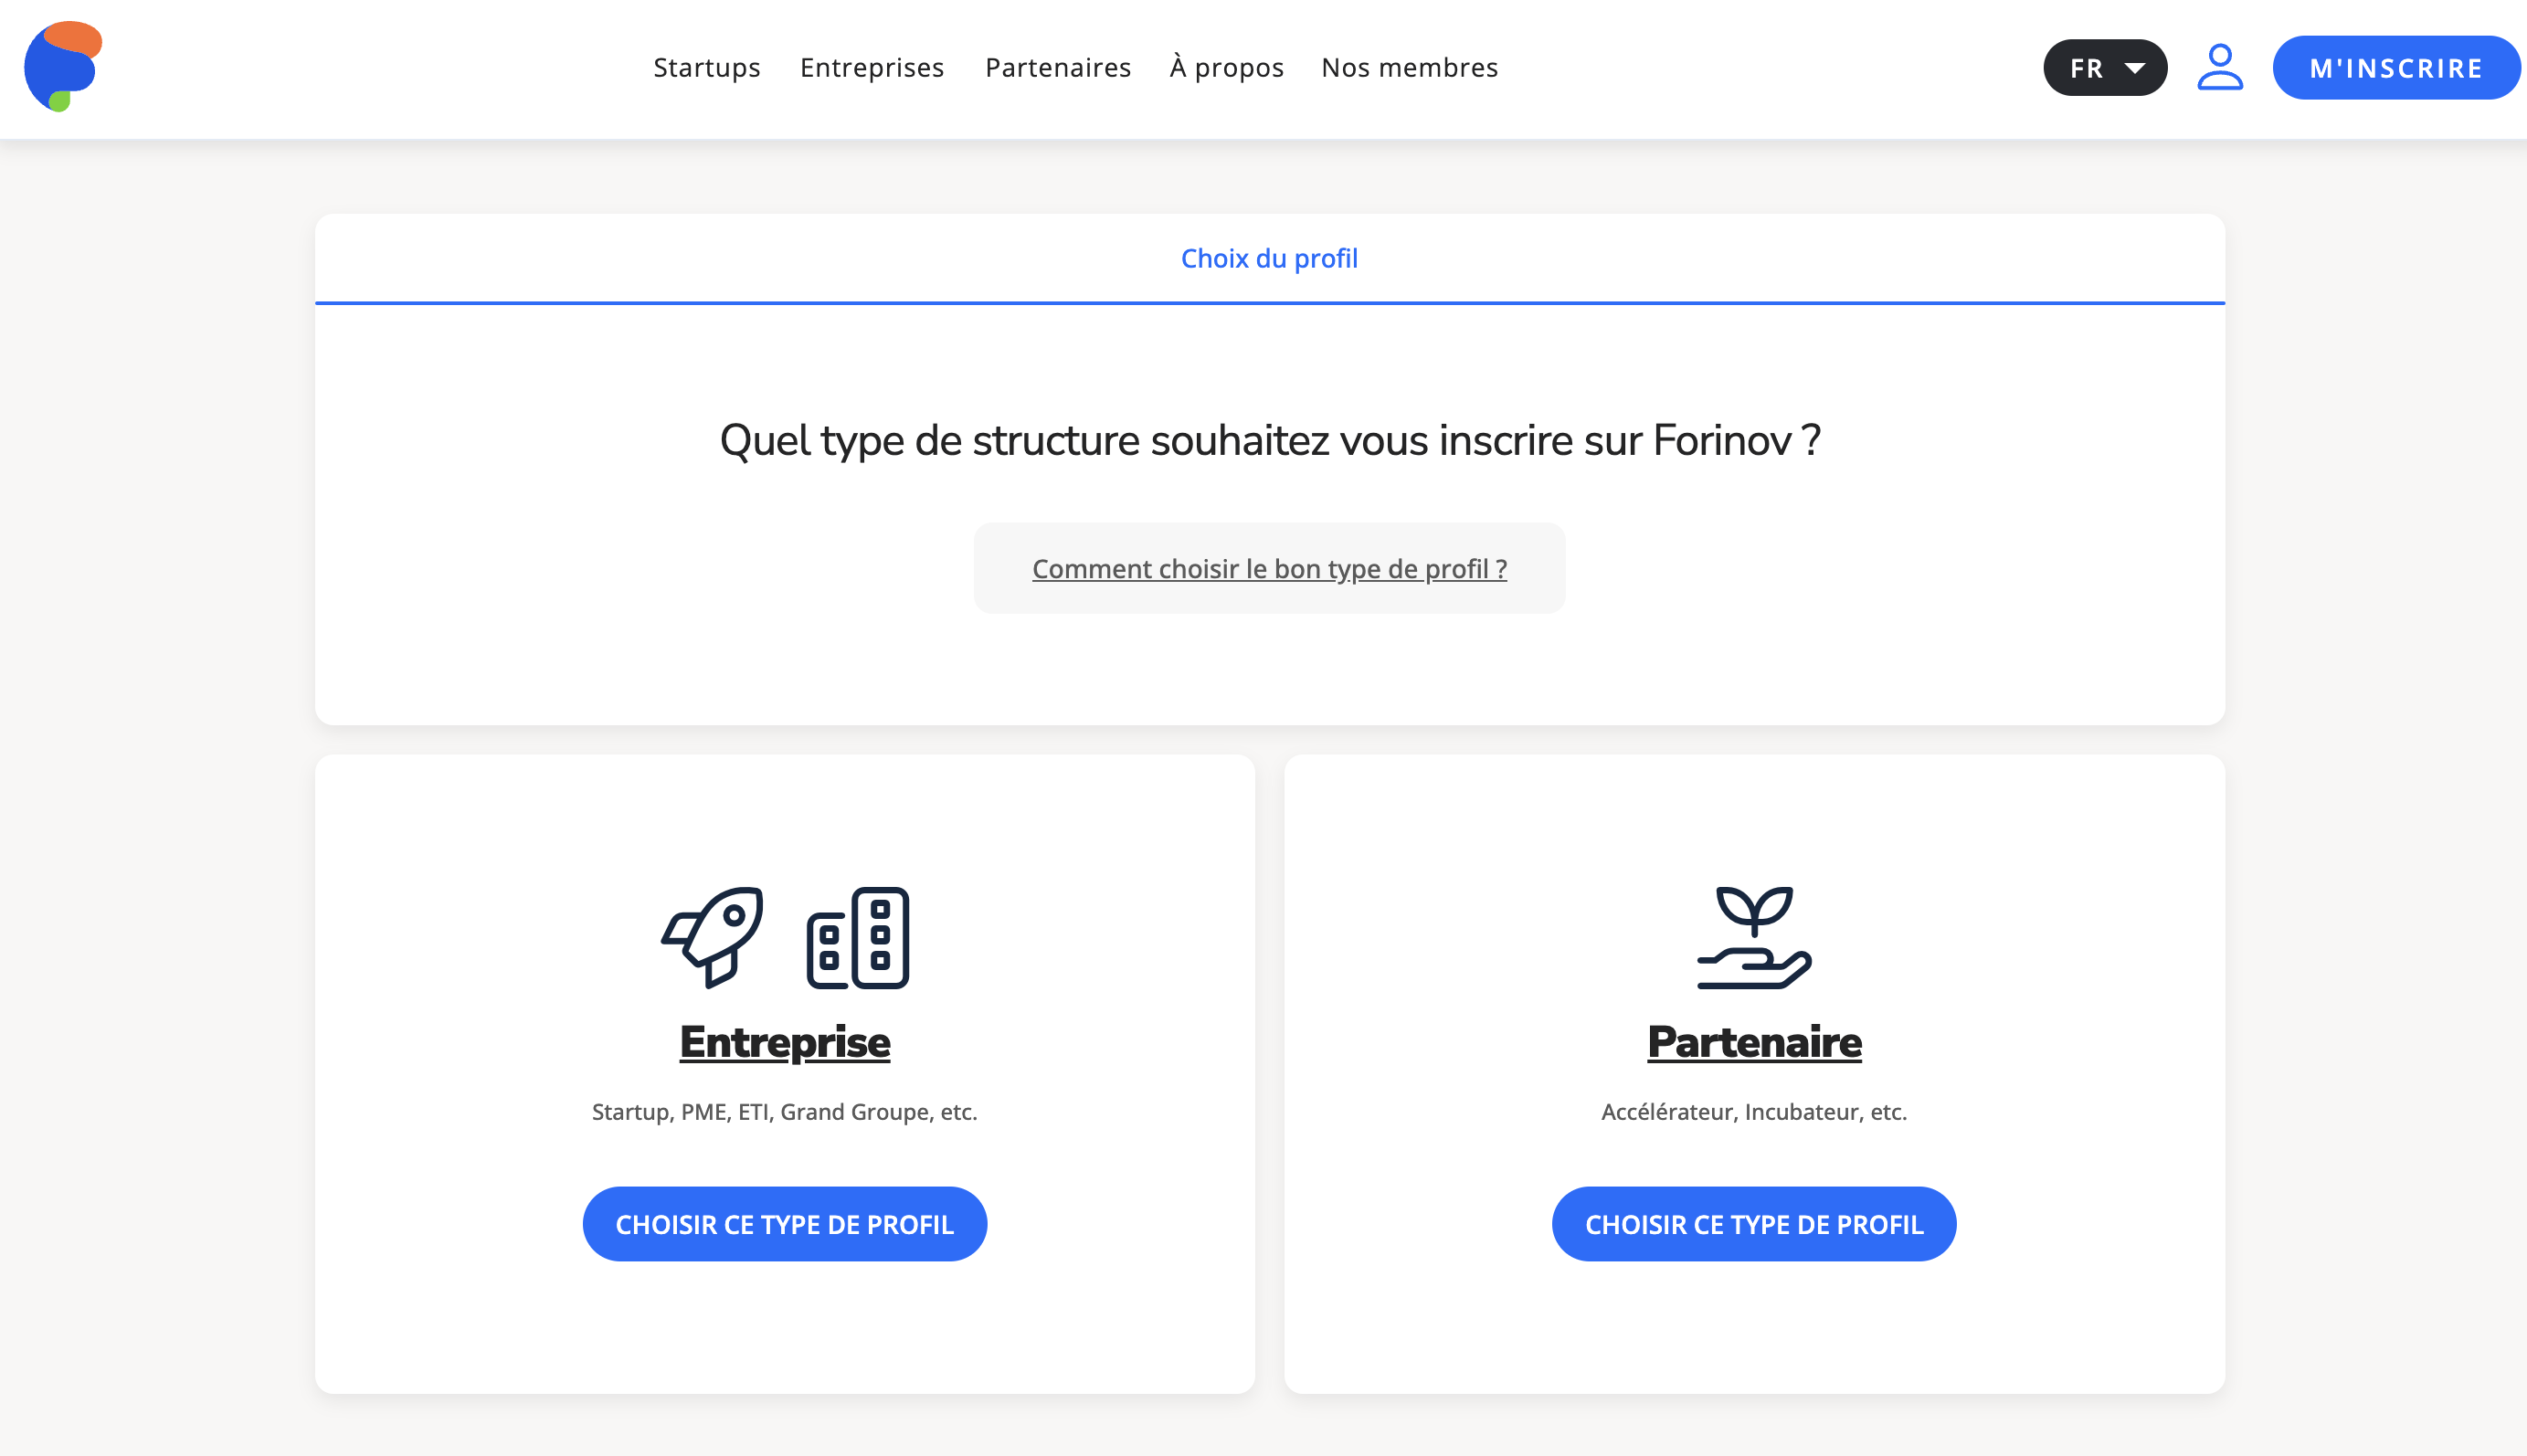 Startups Entreprises Partenaires À propos Nos membres FR M'INSCRIRE
Choix du profil
Quel type de structure souhaitez vous inscrire sur Forinov ?
Comment choisir le bon type de profil ?
Entreprise
Startup, PME, ETI, Grand Groupe, etc.
CHOISIR CE TYPE DE PROFIL
Partenaire
Accélérateur, Incubateur, etc.
CHOISIR CE TYPE DE PROFIL